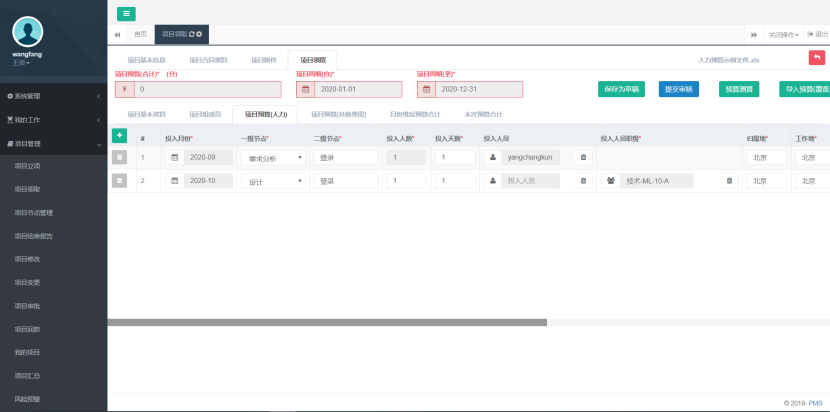 wangfang
王芳
系统管理
我的工作
项目管理
项目立项
项目领取
项目节点管理
项目结束报告
项目修改
项目变更
项目审批
项目回款
我的项目
项目汇总
风险预警
首页
项目领取
关闭操作
退出
项目基本信息
项目合同资料
项目附件
项目领取
人力预算示例文件.xls
项目预算(合计)* (分)
项目周期(自)*
项目周期(至)*
¥ 0
2020-01-01
2020-12-31
保存为草稿
提交审核
预算测算
导入预算(覆盖
项目基本资料
项目组成员
项目预算(人力)
项目预算(其他费用)
月份维度预算合计
本次预算合计
# 投入月份* 一级节点* 二级节点* 投入人数* 投入天数* 投入人员 投入人员职级* 归属地* 工作地*
1 2020-09 需求分析 登录 1 1 yangchangkun 北京 北京
2 2020-10 设计 登录 1 1 投入人员 技术-ML-10-A 北京 北京
© 2019- PMS